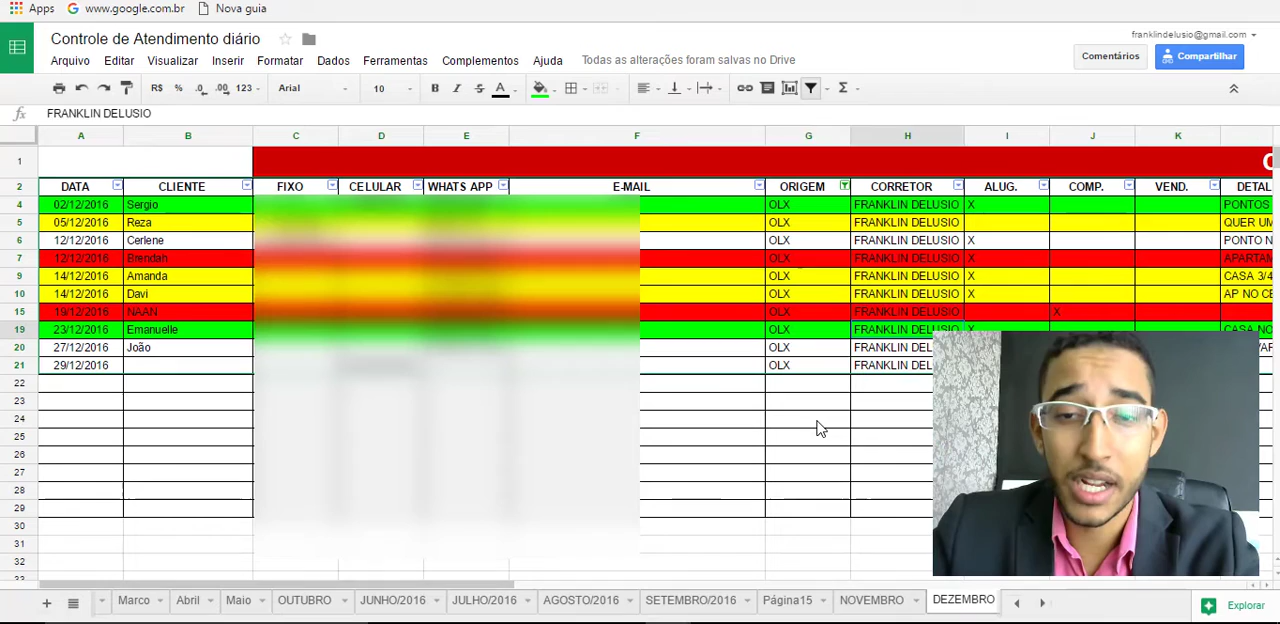 Apps www.google.com.br Nova guia
Controle de Atendimento diário
franklindelusio@gmail.com
Arquivo Editar Visualizar Inserir Formatar Dados Ferramentas Complementos Ajuda Todas as alterações foram salvas no Drive
Comentários Compartilhar
R$ % .0 .00 123 Arial 10 B I S A Σ
fx FRANKLIN DELUSIO
A B C D E F G H I J K
1
2 DATA CLIENTE FIXO CELULAR WHATS APP E-MAIL ORIGEM CORRETOR ALUG. COMP. VEND. DETAL
4 02/12/2016 Sergio OLX FRANKLIN DELUSIO X PONTOS
5 05/12/2016 Reza OLX FRANKLIN DELUSIO QUER UM
6 12/12/2016 Cerlene OLX FRANKLIN DELUSIO X PONTO N
7 12/12/2016 Brendah OLX FRANKLIN DELUSIO X APARTAM
9 14/12/2016 Amanda OLX FRANKLIN DELUSIO X CASA 3/4
10 14/12/2016 Davi OLX FRANKLIN DELUSIO X AP NO CE
15 19/12/2016 NAAN OLX FRANKLIN DELUSIO X
19 23/12/2016 Emanuelle OLX FRANKLIN DELUSIO X CASA NO
20 27/12/2016 João OLX FRANKLIN DEL
21 29/12/2016 OLX FRANKLIN DEL
22
23
24
25
26
27
28
29
30
31
32
33
+ Marco Abril Maio OUTUBRO JUNHO/2016 JULHO/2016 AGOSTO/2016 SETEMBRO/2016 Página15 NOVEMBRO DEZEMBRO Explorar